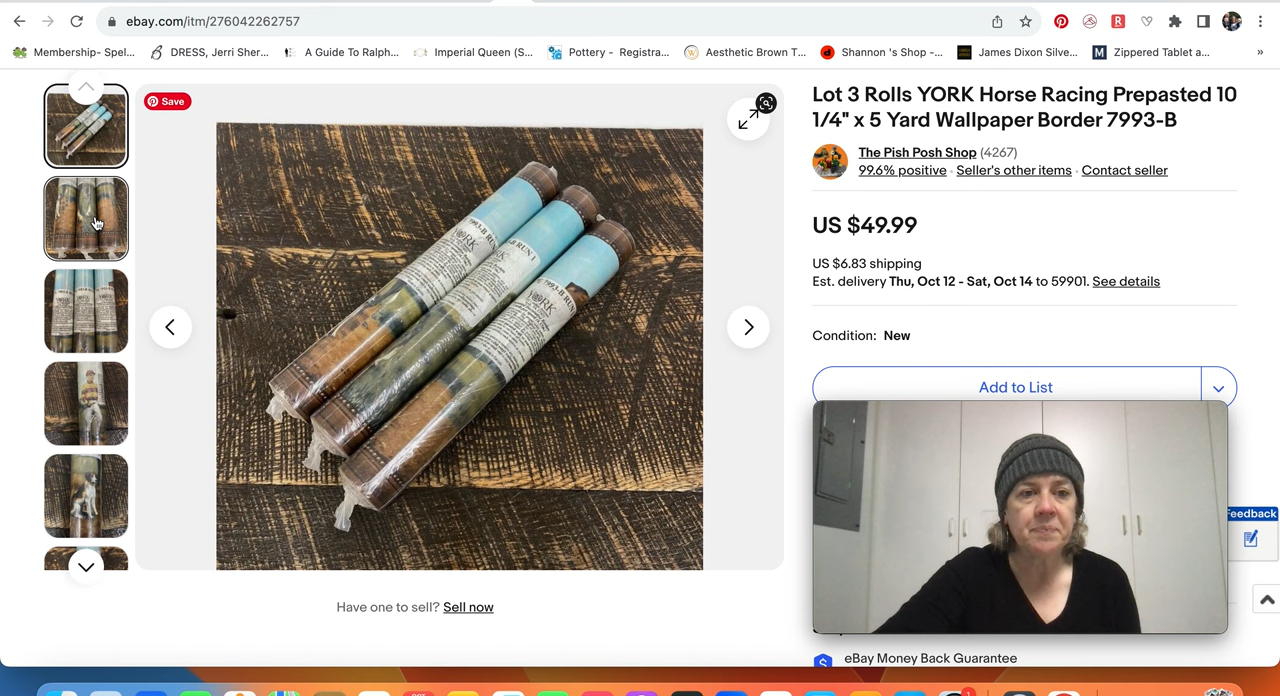 ebay.com/itm/276042262757
Membership- Spel...
DRESS, Jerri Sher...
A Guide To Ralph...
Imperial Queen (S...
Pottery - Registra...
Aesthetic Brown T...
Shannon 's Shop -...
James Dixon Silve...
Zippered Tablet a...
»
Save
Lot 3 Rolls YORK Horse Racing Prepasted 10
1/4" x 5 Yard Wallpaper Border 7993-B
The Pish Posh Shop (4267)
99.6% positive · Seller's other items · Contact seller
US $49.99
US $6.83 shipping
Est. delivery Thu, Oct 12 - Sat, Oct 14 to 59901. See details
Condition: New
Add to List
YORK
YORK
YORK
Feedback
Have one to sell? Sell now
eBay Money Back Guarantee